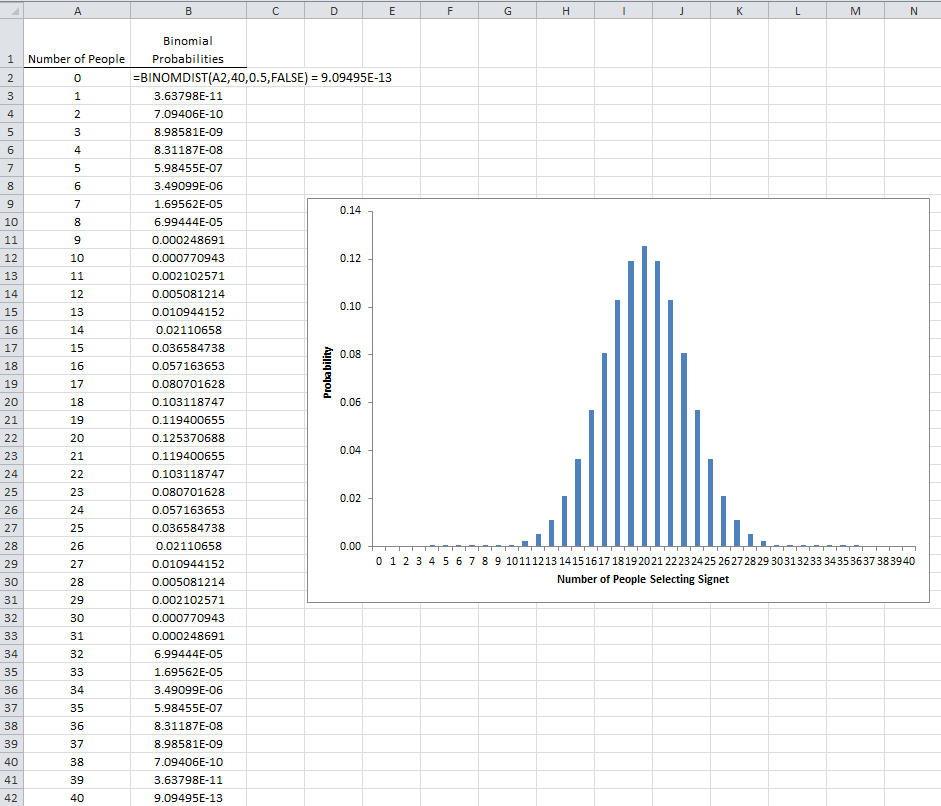 A B C D E F G H I J K L M N
Binomial
1 Number of People Probabilities
2 0 =BINOMDIST(A2,40,0.5,FALSE) = 9.09495E-13
3 1 3.63798E-11
4 2 7.09406E-10
5 3 8.98581E-09
6 4 8.31187E-08
7 5 5.98455E-07
8 6 3.49099E-06
9 7 1.69562E-05
10 8 6.99444E-05
11 9 0.000248691
12 10 0.000770943
13 11 0.002102571
14 12 0.005081214
15 13 0.010944152
16 14 0.02110658
17 15 0.036584738
18 16 0.057163653
19 17 0.080701628
20 18 0.103118747
21 19 0.119400655
22 20 0.125370688
23 21 0.119400655
24 22 0.103118747
25 23 0.080701628
26 24 0.057163653
27 25 0.036584738
28 26 0.02110658
29 27 0.010944152
30 28 0.005081214
31 29 0.002102571
32 30 0.000770943
33 31 0.000248691
34 32 6.99444E-05
35 33 1.69562E-05
36 34 3.49099E-06
37 35 5.98455E-07
38 36 8.31187E-08
39 37 8.98581E-09
40 38 7.09406E-10
41 39 3.63798E-11
42 40 9.09495E-13
0.14
0.12
0.10
0.08
0.06
0.04
0.02
0.00
Probability
0 1 2 3 4 5 6 7 8 9 10 11 12 13 14 15 16 17 18 19 20 21 22 23 24 25 26 27 28 29 30 31 32 33 34 35 36 37 38 39 40
Number of People Selecting Signet